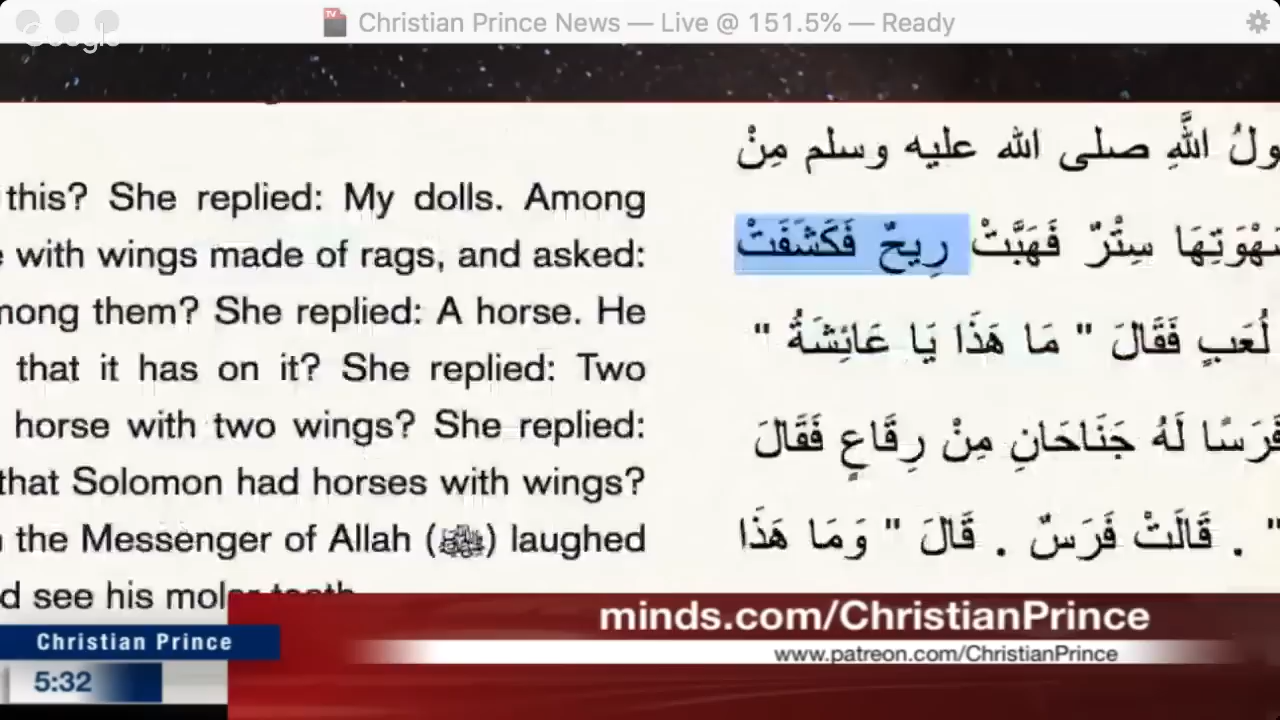 Christian Prince News — Live @ 151.5% — Ready
Google
this? She replied: My dolls. Among
with wings made of rags, and asked:
among them? She replied: A horse. He
that it has on it? She replied: Two
horse with two wings? She replied:
that Solomon had horses with wings?
the Messenger of Allah (ﷺ) laughed
see his molar teeth
ولُ اللَّهِ صلى الله عليه وسلم مِنْ
سَهْوَتِهَا سِتْرٌ فَهَبَّتْ رِيحٌ فَكَشَفَتْ
لُعَبٍ فَقَالَ " مَا هَذَا يَا عَائِشَةُ "
فَرَسًا لَهُ جَنَاحَانِ مِنْ رِقَاعٍ فَقَالَ
" . قَالَتْ فَرَسٌ . قَالَ " وَمَا هَذَا
minds.com/ChristianPrince
www.patreon.com/ChristianPrince
Christian Prince
5:32